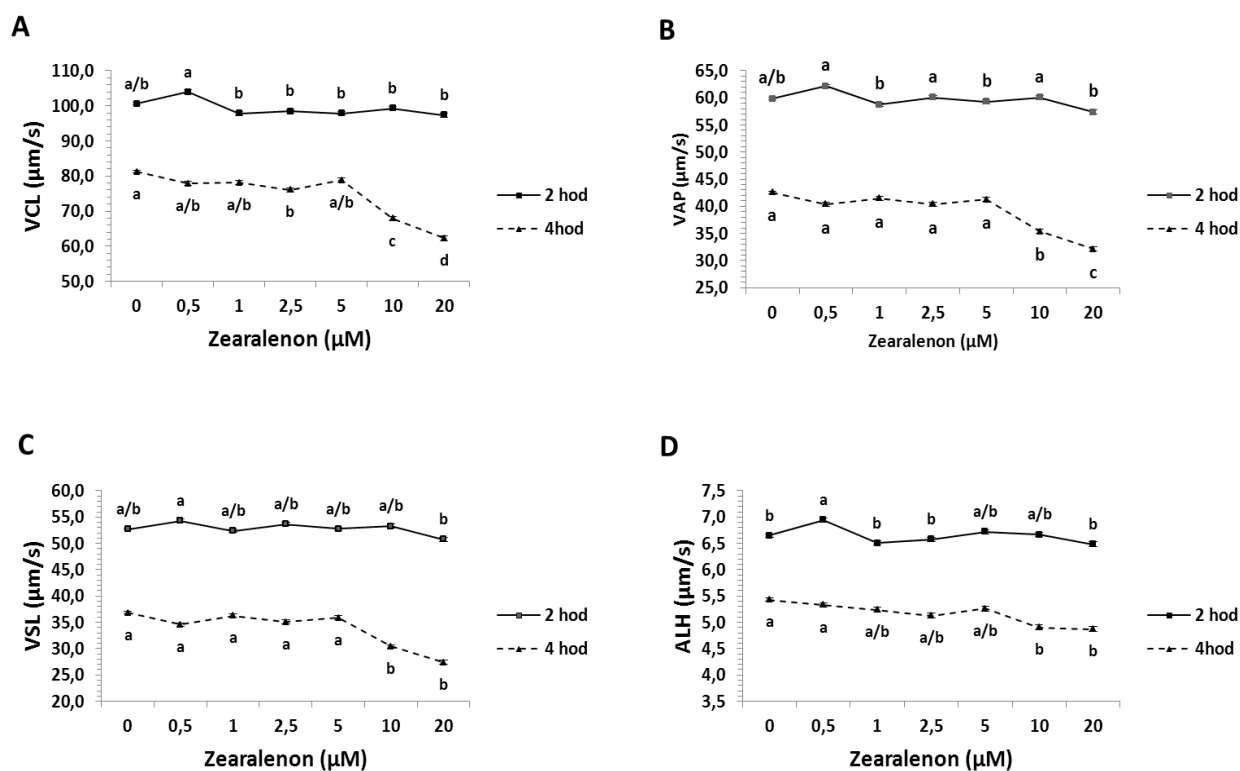 A
110,0
100,0
90,0
80,0
70,0
60,0
50,0
VCL (µm/s)
a/b a b b b b b
a a/b a/b b a/b c d
0 0,5 1 2,5 5 10 20
Zearalenon (µM)
2 hod
4hod
B
65,0
60,0
55,0
50,0
45,0
40,0
35,0
30,0
25,0
VAP (µm/s)
a/b a b a b a b
a a a a a b c
0 0,5 1 2,5 5 10 20
Zearalenon (µM)
2 hod
4 hod
C
60,0
55,0
50,0
45,0
40,0
35,0
30,0
25,0
20,0
VSL (µm/s)
a/b a a/b a/b a/b a/b b
a a a a a b b
0 0,5 1 2,5 5 10 20
Zearalenon (µM)
2 hod
4 hod
D
7,5
7,0
6,5
6,0
5,5
5,0
4,5
4,0
3,5
ALH (µm/s)
b a b b a/b a/b b
a a a/b a/b a/b b b
0 0,5 1 2,5 5 10 20
Zearalenon (µM)
2 hod
4hod